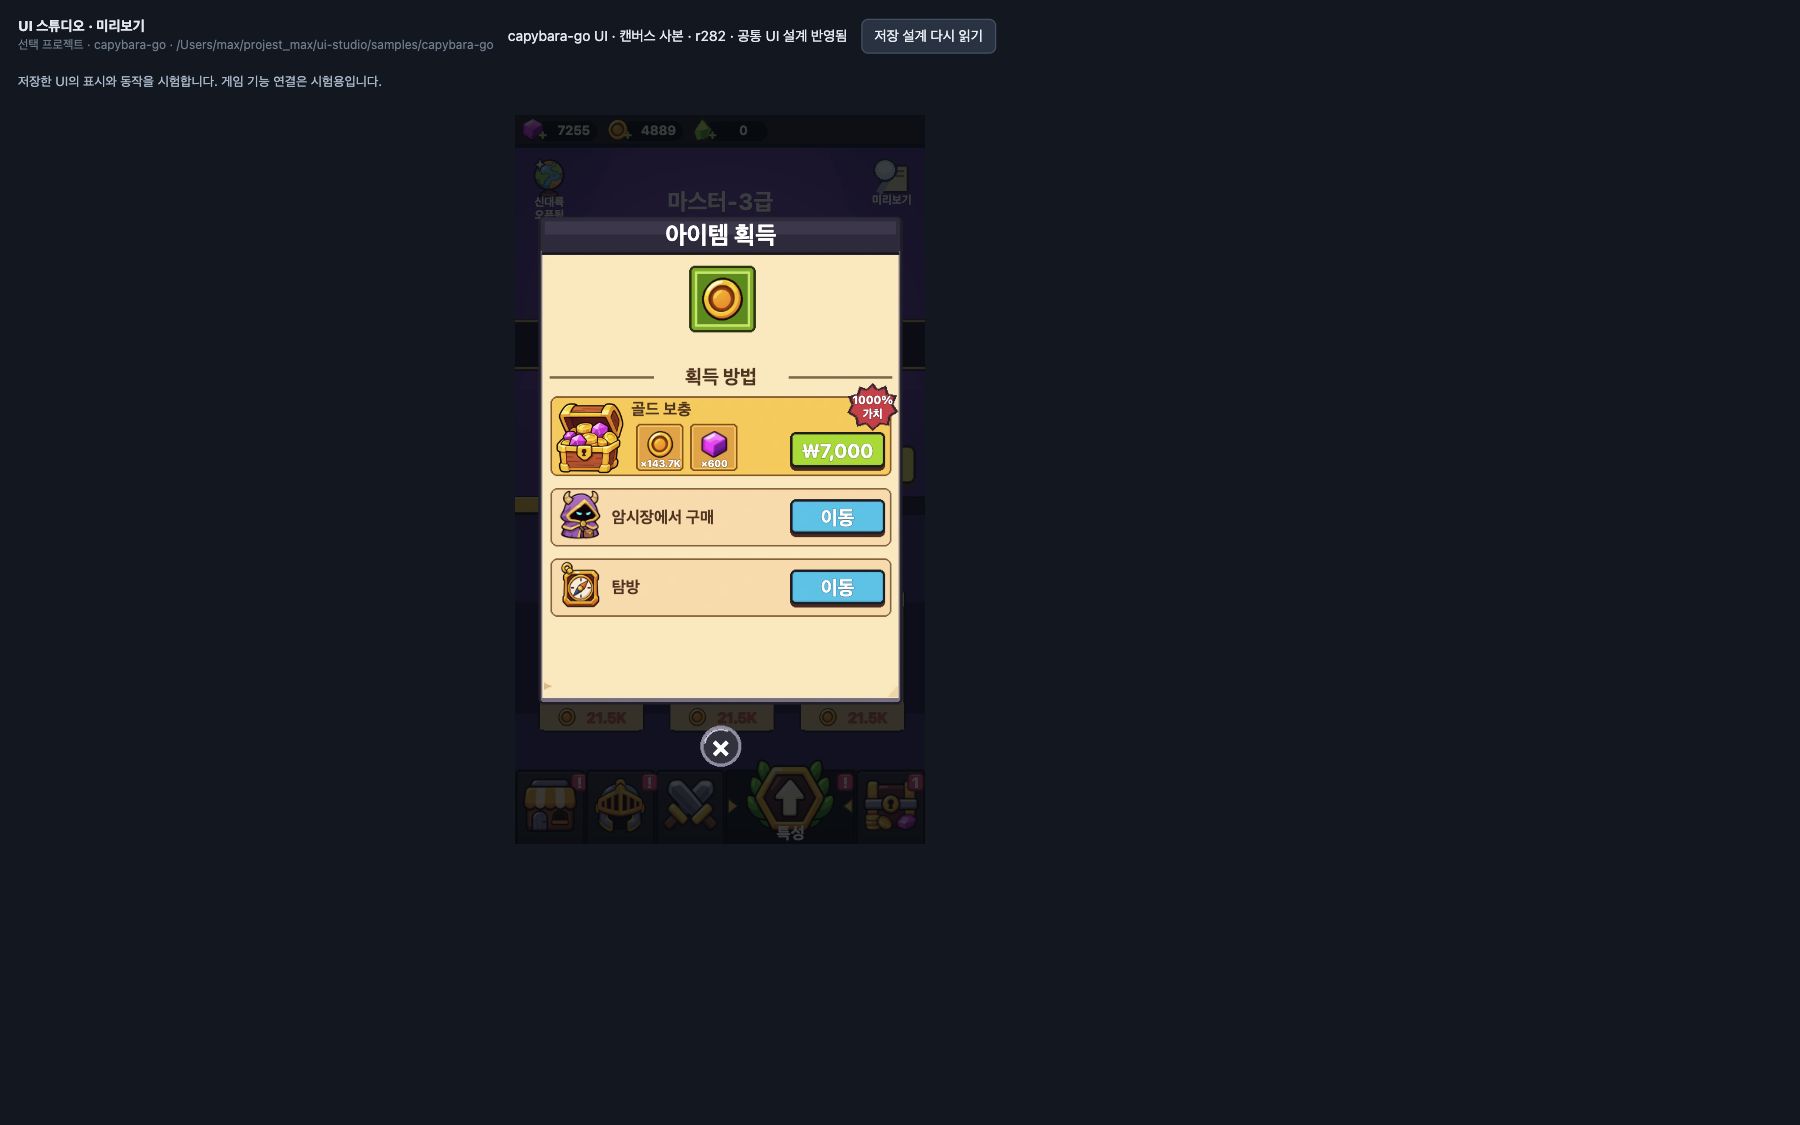 UI 스튜디오 · 미리보기
선택 프로젝트 · capybara-go · /Users/max/projest_max/ui-studio/samples/capybara-go
capybara-go UI · 캔버스 사본 · r282 · 공통 UI 설계 반영됨
저장 설계 다시 읽기
저장한 UI의 표시와 동작을 시험합니다. 게임 기능 연결은 시험용입니다.
7255
4889
0
신대륙
오픈됨
마스터-3급
미리보기
아이템 획득
획득 방법
골드 보충
1000%
가치
×143.7K
×600
₩7,000
암시장에서 구매
이동
탐방
이동
21.5K
21.5K
21.5K
×
!
!
!
1
특성